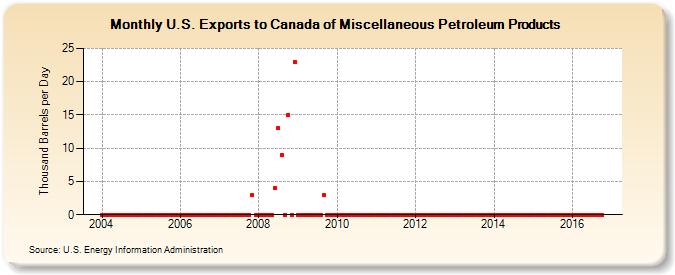 Monthly U.S. Exports to Canada of Miscellaneous Petroleum Products
Thousand Barrels per Day
25
20
15
10
5
0
2004 2006 2008 2010 2012 2014 2016
Source: U.S. Energy Information Administration